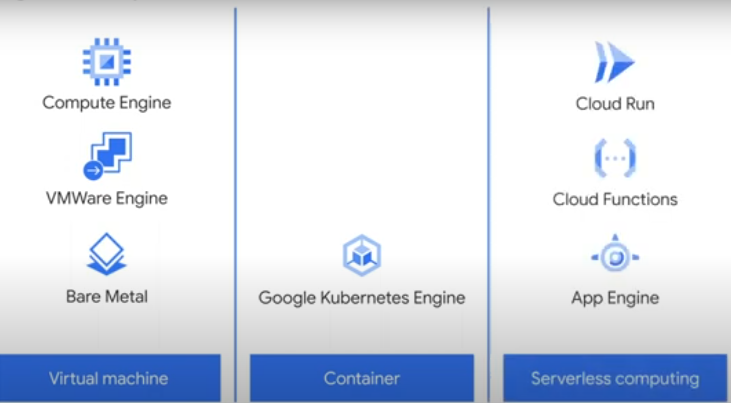 Compute Engine
VMWare Engine
Bare Metal
Virtual machine
Google Kubernetes Engine
Container
Cloud Run
Cloud Functions
App Engine
Serverless computing